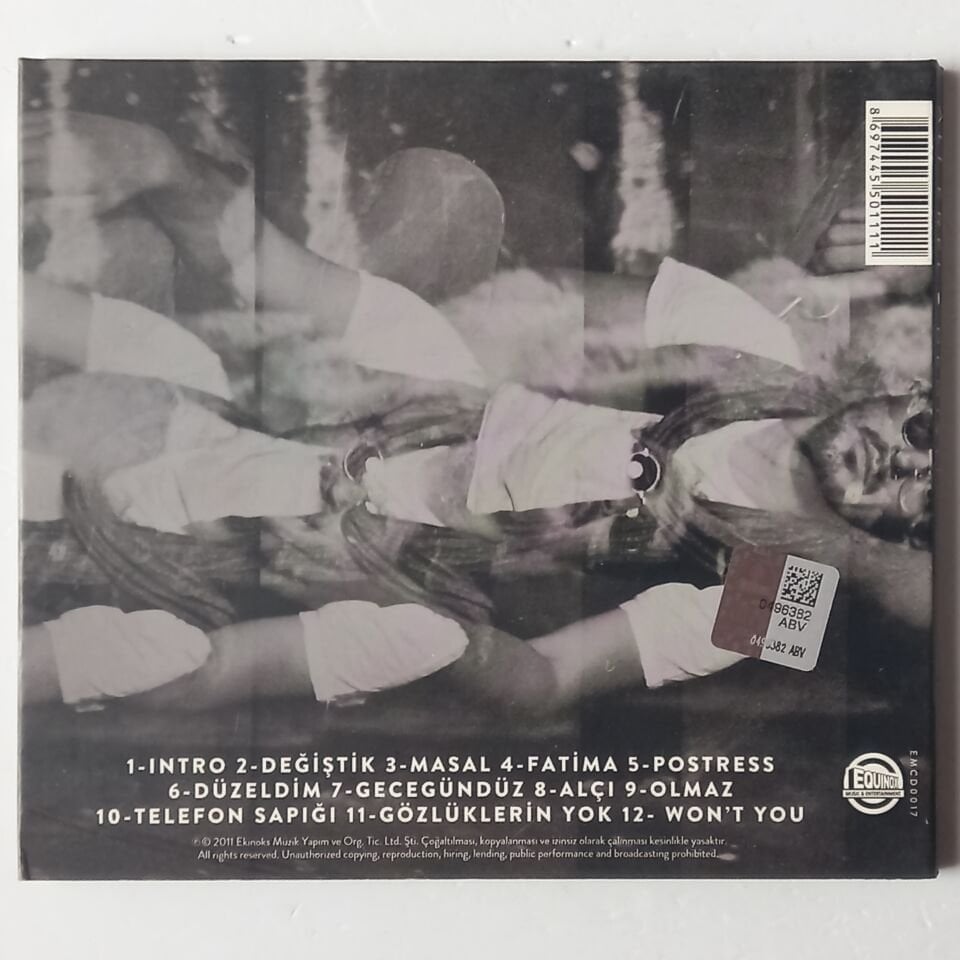 8 697445 501111
0496382
ABV
382 ABV
1-INTRO 2-DEĞİŞTİK 3-MASAL 4-FATİMA 5-POSTRESS
6-DÜZELDİM 7-GECEGÜNDÜZ 8-ALÇI 9-OLMAZ
10-TELEFON SAPIĞI 11-GÖZLÜKLERİN YOK 12- WON'T YOU
℗© 2011 Ekinoks Müzik Yapım ve Org. Tic. Ltd. Şti. Çoğaltılması, kopyalanması ve izinsiz olarak çalınması kesinlikle yasaktır.
All rights reserved. Unauthorized copying, reproduction, hiring, lending, public performance and broadcasting prohibited.
EQUINOX
MUSIC & ENTERTAINMENT
EMCD0017